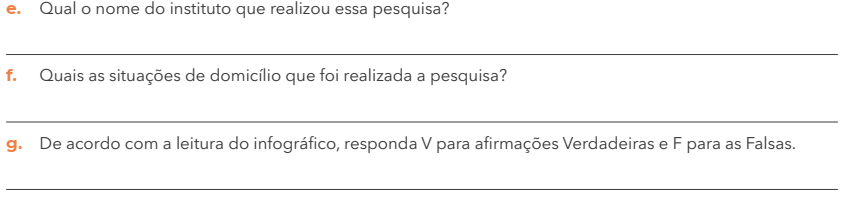 e. Qual o nome do instituto que realizou essa pesquisa?
f. Quais as situações de domicílio que foi realizada a pesquisa?
g. De acordo com a leitura do infográfico, responda V para afirmações Verdadeiras e F para as Falsas.